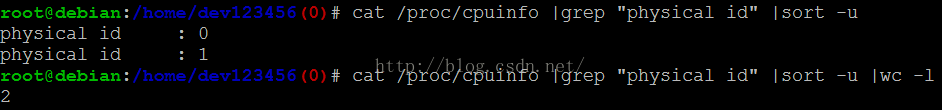 root@debian:/home/dev123456(0)# cat /proc/cpuinfo |grep "physical id" |sort -u
physical id     : 0
physical id     : 1
http://blog.csdn.net/
root@debian:/home/dev123456(0)# cat /proc/cpuinfo |grep "physical id" |sort -u |wc -l
2